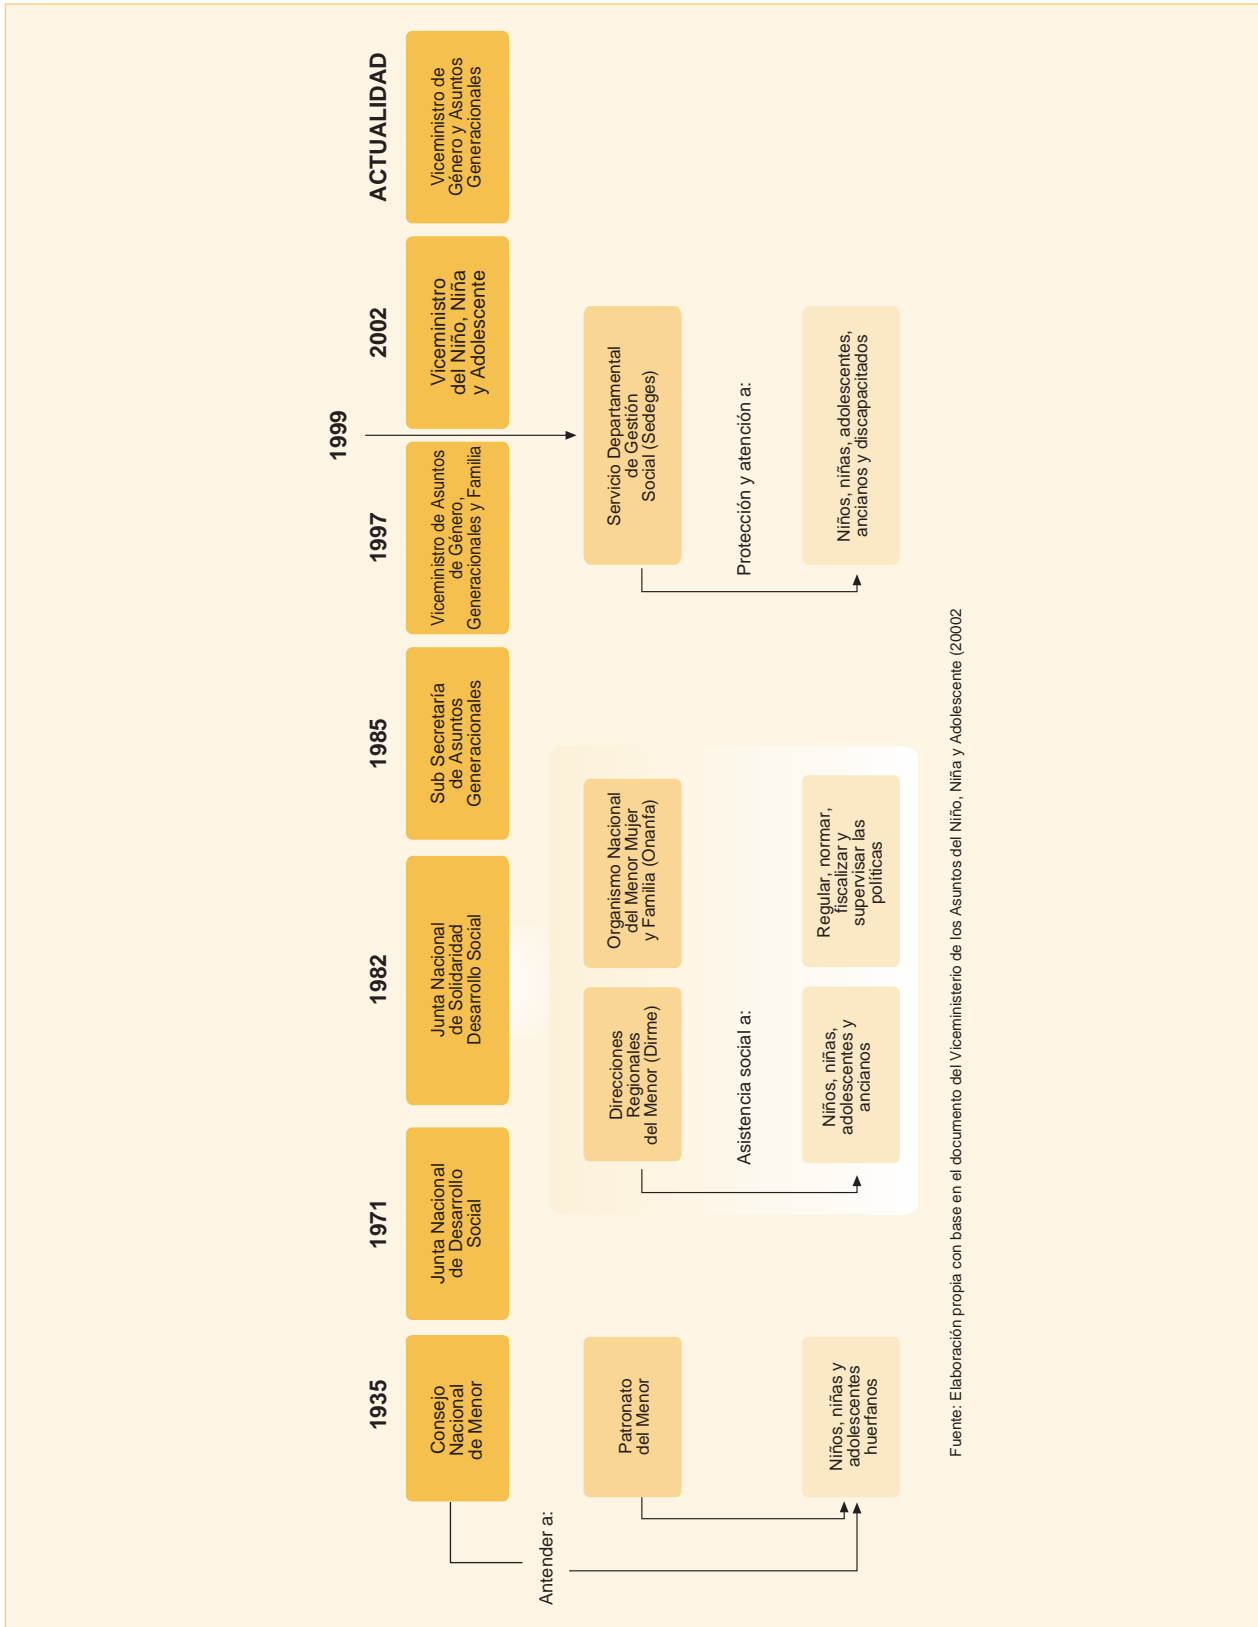 1935
1971
1982
1985
1997
1999
2002
ACTUALIDAD
Consejo
Nacional
de Menor
Junta Nacional
de Desarrollo
Social
Junta Nacional
de Solidaridad
Desarrollo Social
Sub Secretaría
de Asuntos
Generacionales
Viceministro de Asuntos
de Género,
Generacionales y Familia
Viceministro
del Niño, Niña
y Adolescente
Viceministro de
Género y Asuntos
Generacionales
Antender a:
Patronato
del Menor
Direcciones
Regionales
del Menor (Dirme)
Organismo Nacional
del Menor Mujer
y Familia (Onanfa)
Servicio Departamental
de Gestión
Social (Sedeges)
Asistencia social a:
Protección y atención a:
Niños, niñas y
adolescentes
huerfanos
Niños, niñas,
adolescentes y
ancianos
Regular, normar,
fiscalizar y
supervisar las
políticas
Niños, niñas, adolescentes,
ancianos y discapacitados
Fuente: Elaboración propia con base en el documento del Viceministerio de los Asuntos del Niño, Niña y Adolescente (20002